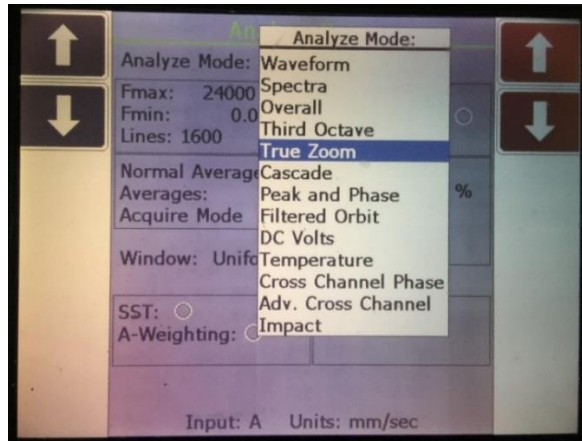 An
Analyze Mode:
Analyze Mode:
Waveform
Fmax: 24000
Spectra
Fmin: 0.0
Overall
Lines: 1600
Third Octave
True Zoom
Normal Average
Cascade
Averages:
Peak and Phase
%
Acquire Mode
Filtered Orbit
DC Volts
Window: Unifo
Temperature
Cross Channel Phase
SST:
Adv. Cross Channel
A-Weighting:
Impact
Input: A Units: mm/sec